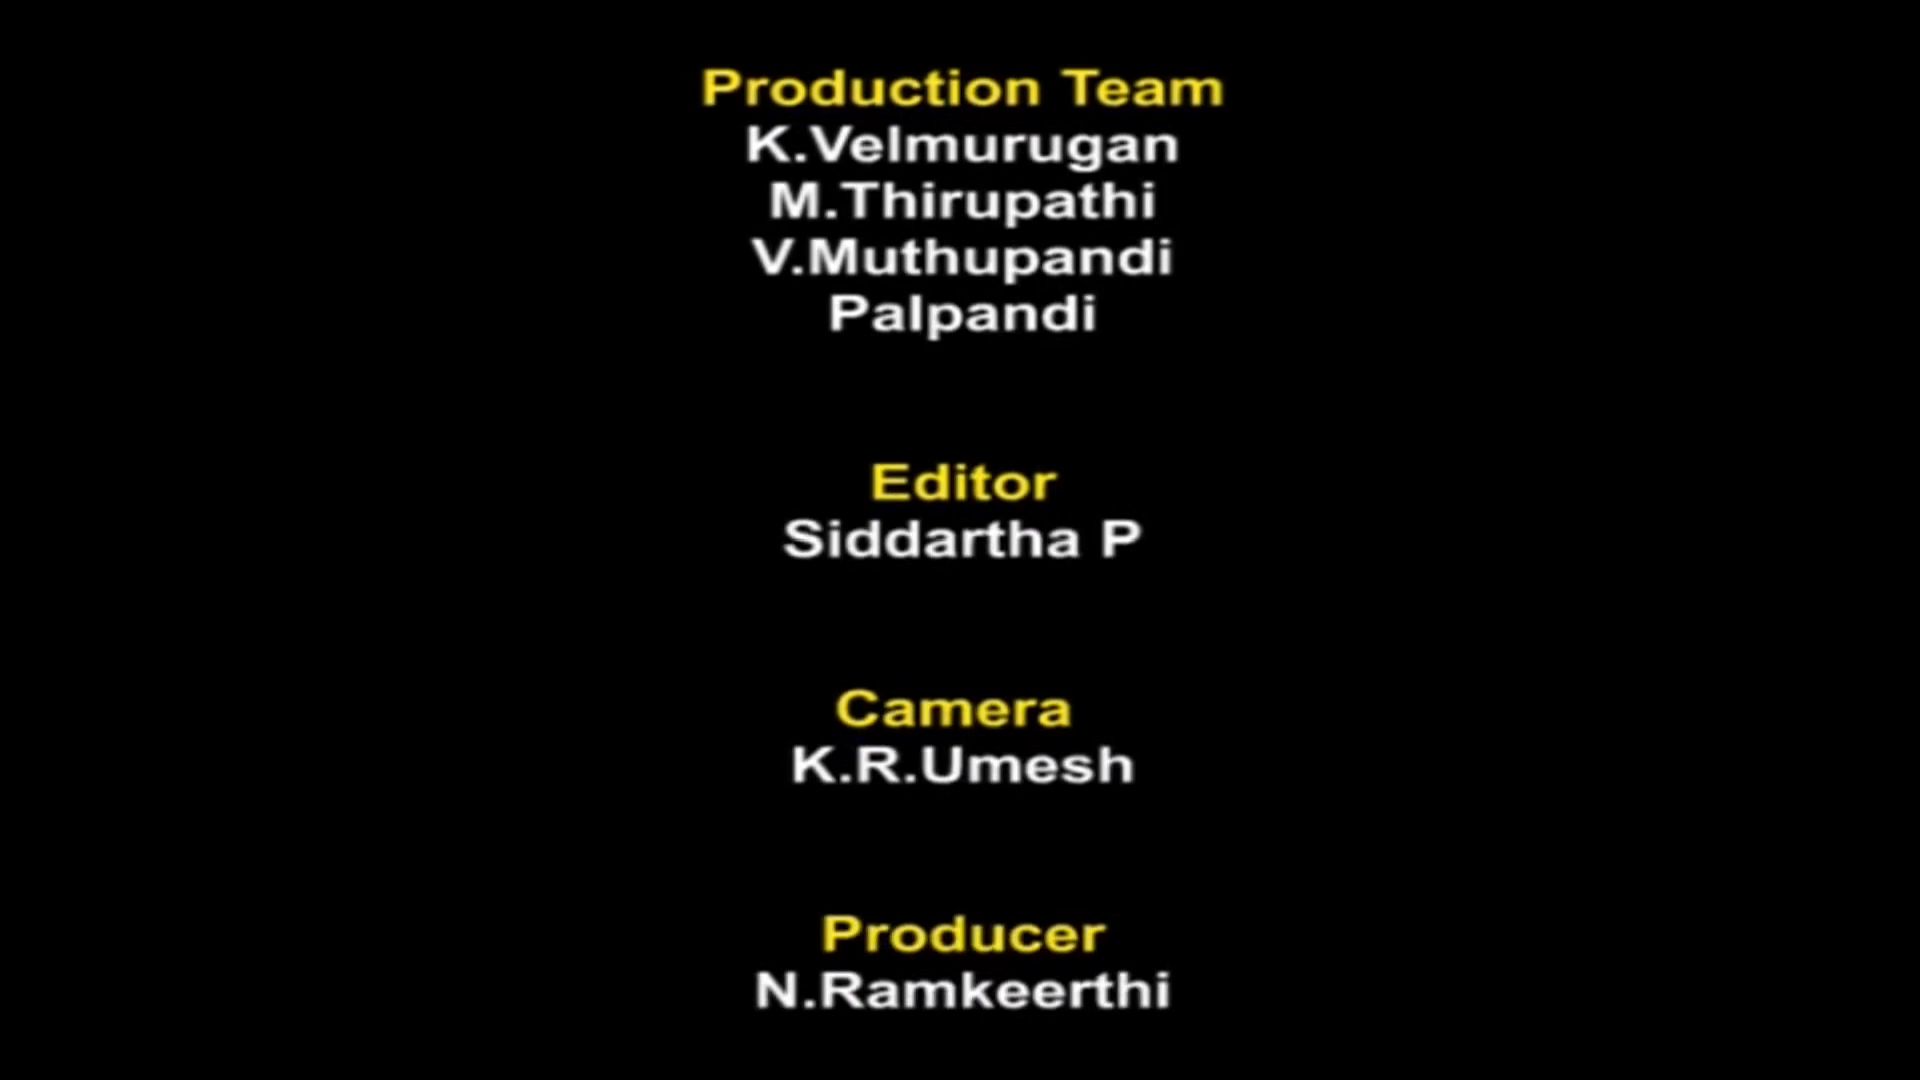 Production Team
K.Velmurugan
M.Thirupathi
V.Muthupandi
Palpandi
Editor
Siddartha P
Camera
K.R.Umesh
Producer
N.Ramkeerthi